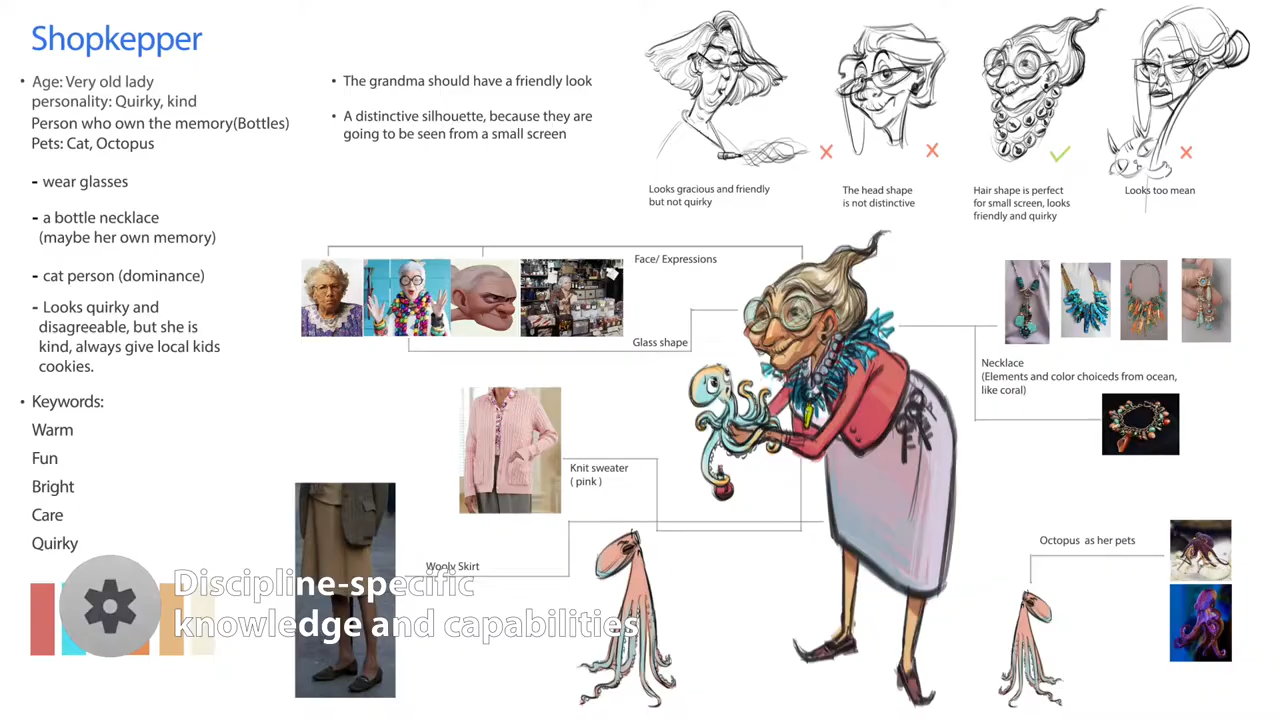 Shopkepper
• Age: Very old lady
personality: Quirky, kind
Person who own the memory(Bottles)
Pets: Cat, Octopus
- wear glasses
- a bottle necklace
(maybe her own memory)
- cat person (dominance)
- Looks quirky and
disagreeable, but she is
kind, always give local kids
cookies.
• Keywords:
Warm
Fun
Bright
Care
Quirky
• The grandma should have a friendly look
• A distinctive silhouette, because they are
going to be seen from a small screen
Looks gracious and friendly
but not quirky
The head shape
is not distinctive
Hair shape is perfect
for small screen, looks
friendly and quirky
Looks too mean
Face/ Expressions
Glass shape
Necklace
(Elements and color choiceds from ocean,
like coral)
Knit sweater
( pink )
Wooly Skirt
Octopus as her pets
Discipline-specific
knowledge and capabilities